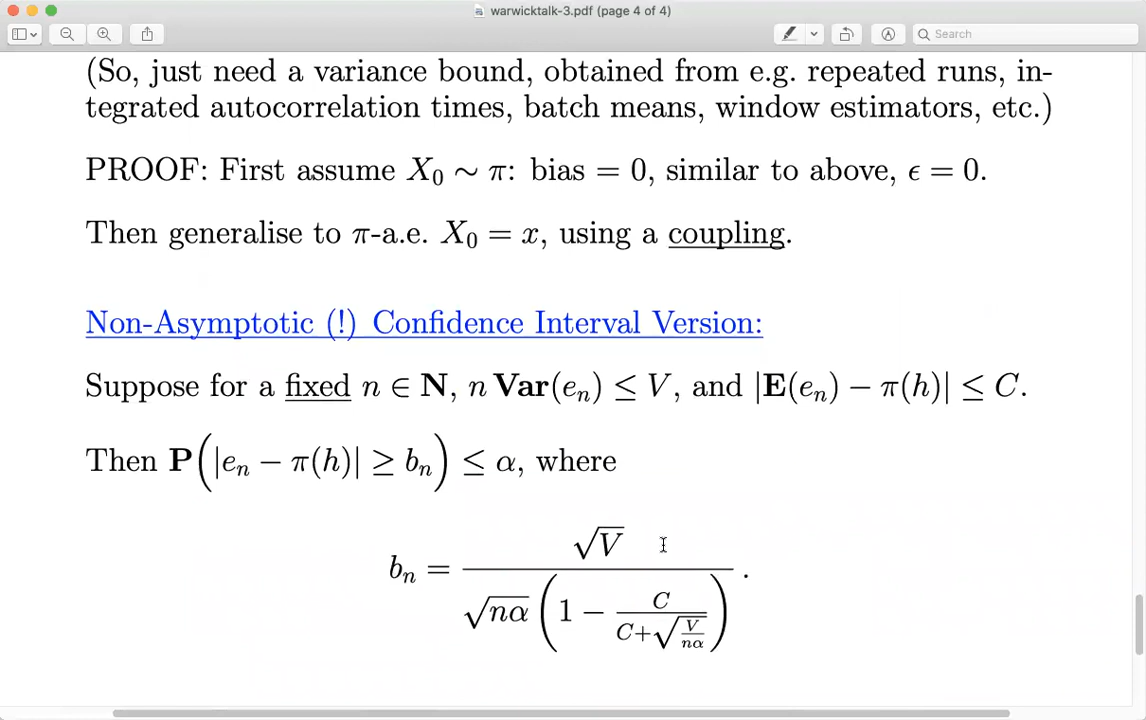 warwicktalk-3.pdf (page 4 of 4)
Search
(So, just need a variance bound, obtained from e.g. repeated runs, in-
tegrated autocorrelation times, batch means, window estimators, etc.)
PROOF: First assume X₀ ∼ π: bias = 0, similar to above, ϵ = 0.
Then generalise to π-a.e. X₀ = x, using a coupling.
Non-Asymptotic (!) Confidence Interval Version:
Suppose for a fixed n ∈ N, n Var(eₙ) ≤ V, and |E(eₙ) − π(h)| ≤ C.
Then P(|eₙ − π(h)| ≥ bₙ) ≤ α, where
bₙ = √V / (√nα (1 − C / (C+√(V/nα)))) .